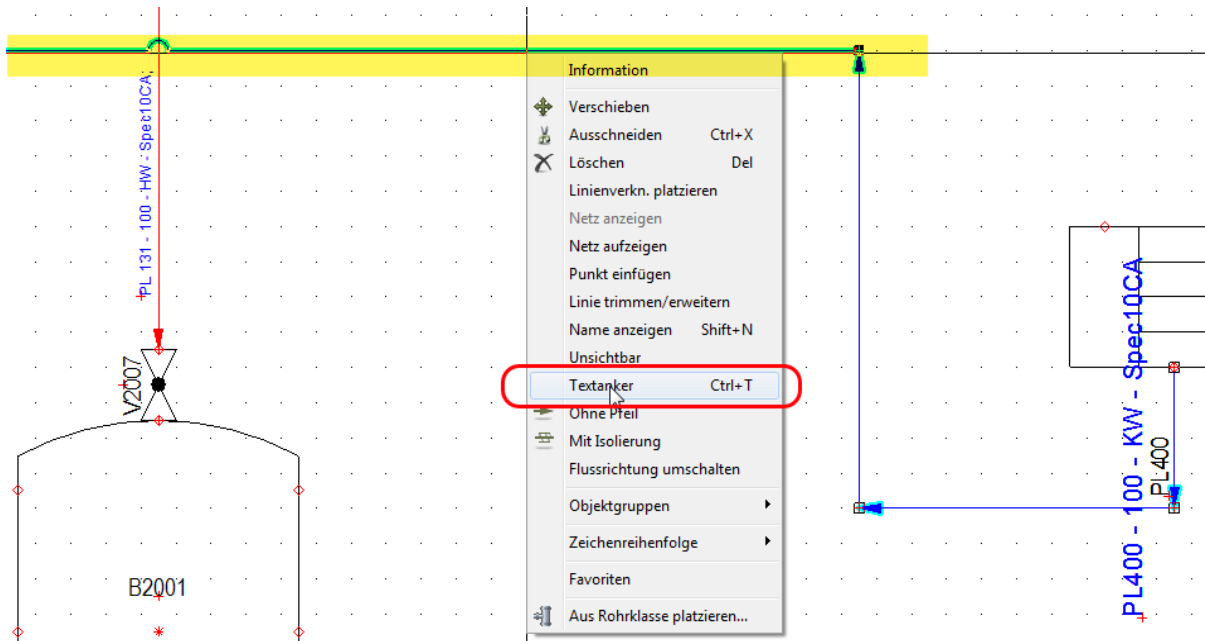 PL 131 - 100 - HW - Spec10CA;
V2007
B2001
Information
Verschieben
Ausschneiden Ctrl+X
Löschen Del
Linienverkn. platzieren
Netz anzeigen
Netz aufzeigen
Punkt einfügen
Linie trimmen/erweitern
Name anzeigen Shift+N
Unsichtbar
Textanker Ctrl+T
Ohne Pfeil
Mit Isolierung
Flussrichtung umschalten
Objektgruppen
Zeichenreihenfolge
Favoriten
Aus Rohrklasse platzieren...
PL400 - 100 - KW - Spec10CA
PL400